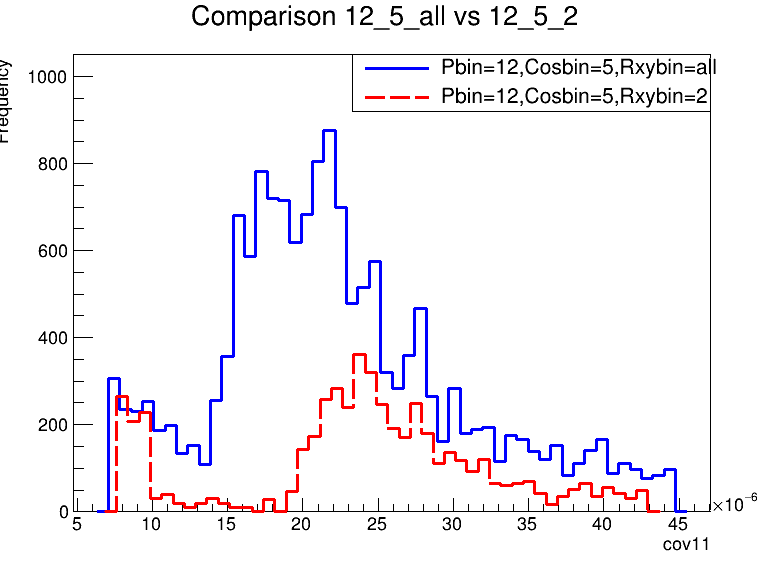 Comparison 12_5_all vs 12_5_2
Frequency
Pbin=12,Cosbin=5,Rxybin=all
Pbin=12,Cosbin=5,Rxybin=2
1000
800
600
400
200
0
5 10 15 20 25 30 35 40 45
×10⁻⁶
cov11